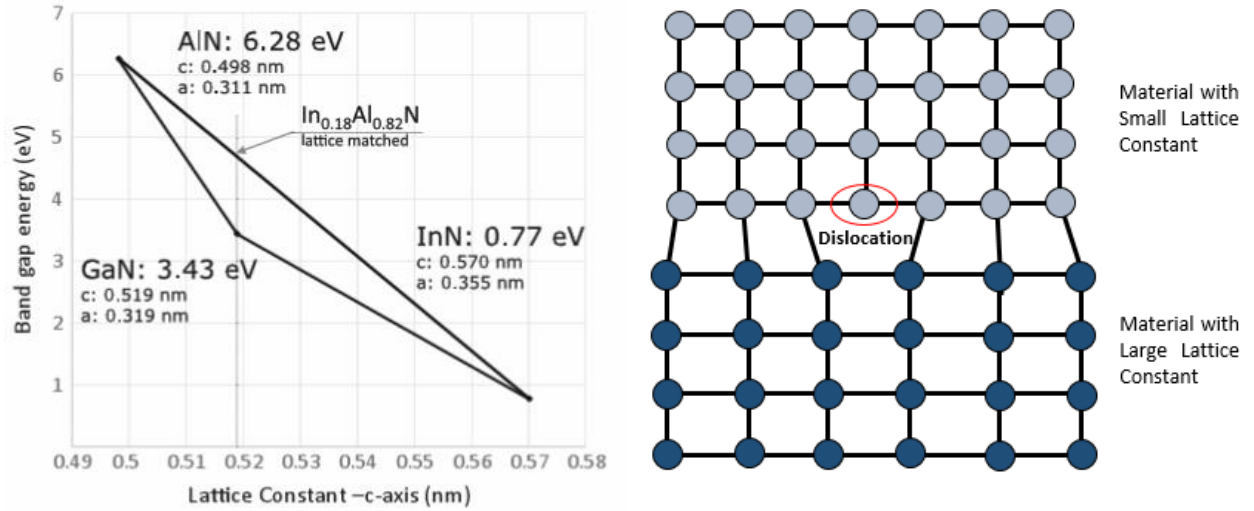 7
6
5
4
3
2
1
Band gap energy (eV)
AlN: 6.28 eV
c: 0.498 nm
a: 0.311 nm
In0.18Al0.82N
lattice matched
InN: 0.77 eV
c: 0.570 nm
a: 0.355 nm
GaN: 3.43 eV
c: 0.519 nm
a: 0.319 nm
0.49 0.5 0.51 0.52 0.53 0.54 0.55 0.56 0.57 0.58
Lattice Constant –c-axis (nm)
Material with
Small Lattice
Constant
Dislocation
Material with
Large Lattice
Constant